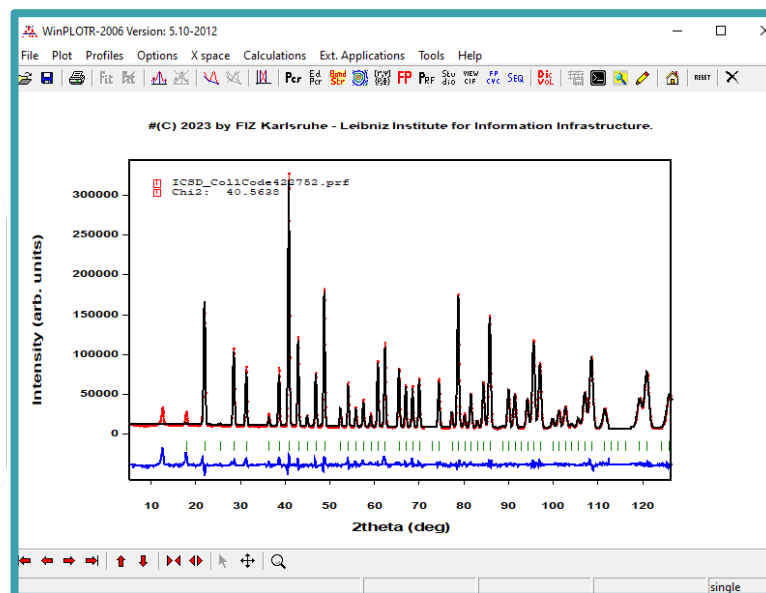 WinPLOTR-2006 Version: 5.10-2012
File Plot Profiles Options X space Calculations Ext. Applications Tools Help
Pcr Ed. Pcr Bond Str FP PRF Stu dio VIEW CIF FP CYC SEQ Dic VOL RESET
#(C) 2023 by FIZ Karlsruhe - Leibniz Institute for Information Infrastructure.
ICSD_CollCode422752.prf
Chi2: 40.5638
300000
250000
200000
150000
100000
50000
0
Intensity (arb. units)
10 20 30 40 50 60 70 80 90 100 110 120
2theta (deg)
single